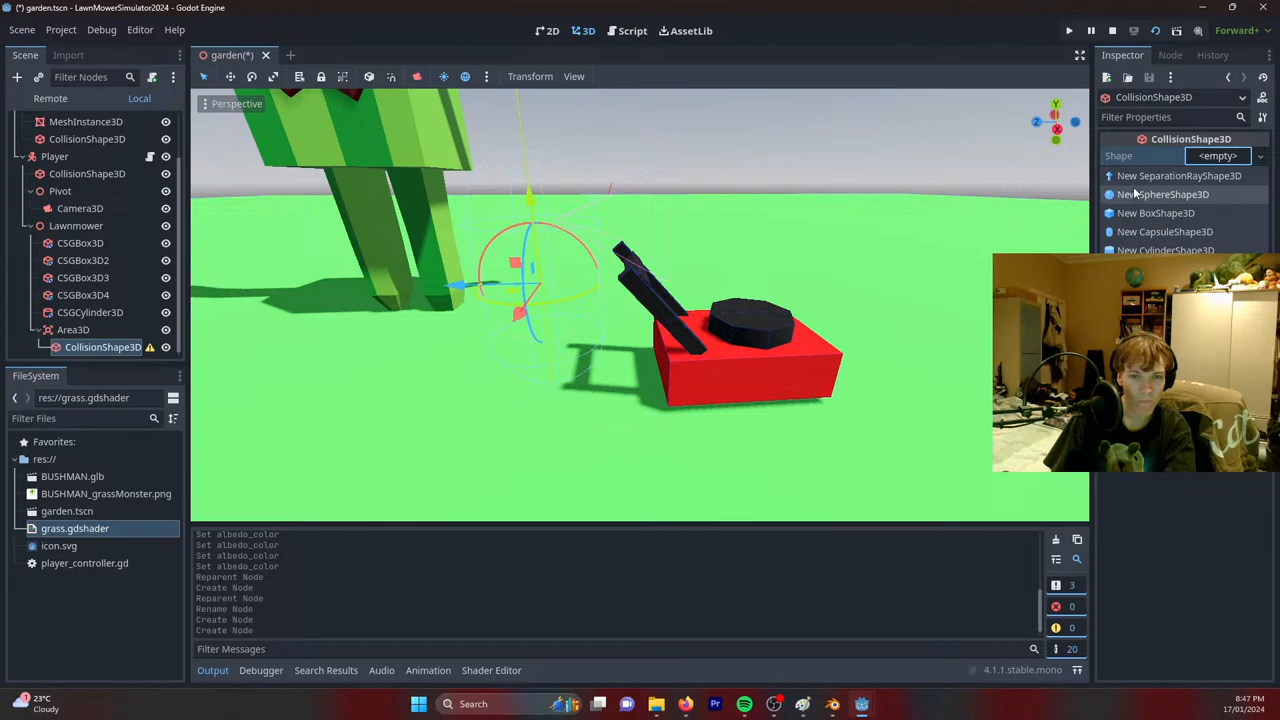 (*) garden.tscn - LawnMowerSimulator2024 - Godot Engine
Scene Project Debug Editor Help
2D 3D Script AssetLib
Forward+
Scene Import
garden(*)
Inspector Node History
Filter Nodes
Transform View
Remote Local
Perspective
CollisionShape3D
Filter Properties
MeshInstance3D
CollisionShape3D
Player
CollisionShape3D
Pivot
Camera3D
Lawnmower
CSGBox3D
CSGBox3D2
CSGBox3D3
CSGBox3D4
CSGCylinder3D
Area3D
CollisionShape3D
Y
Z
X
CollisionShape3D
Shape <empty>
New SeparationRayShape3D
New SphereShape3D
New BoxShape3D
New CapsuleShape3D
New CylinderShape3D
FileSystem
res://grass.gdshader
Filter Files
Favorites:
res://
BUSHMAN.glb
BUSHMAN_grassMonster.png
garden.tscn
grass.gdshader
icon.svg
player_controller.gd
Set albedo_color
Set albedo_color
Set albedo_color
Set albedo_color
Reparent Node
Create Node
Reparent Node
Rename Node
Create Node
Create Node
3
0
0
20
Filter Messages
Output Debugger Search Results Audio Animation Shader Editor
4.1.1.stable.mono
23°C
Cloudy
Search
Pr
8:47 PM
17/01/2024